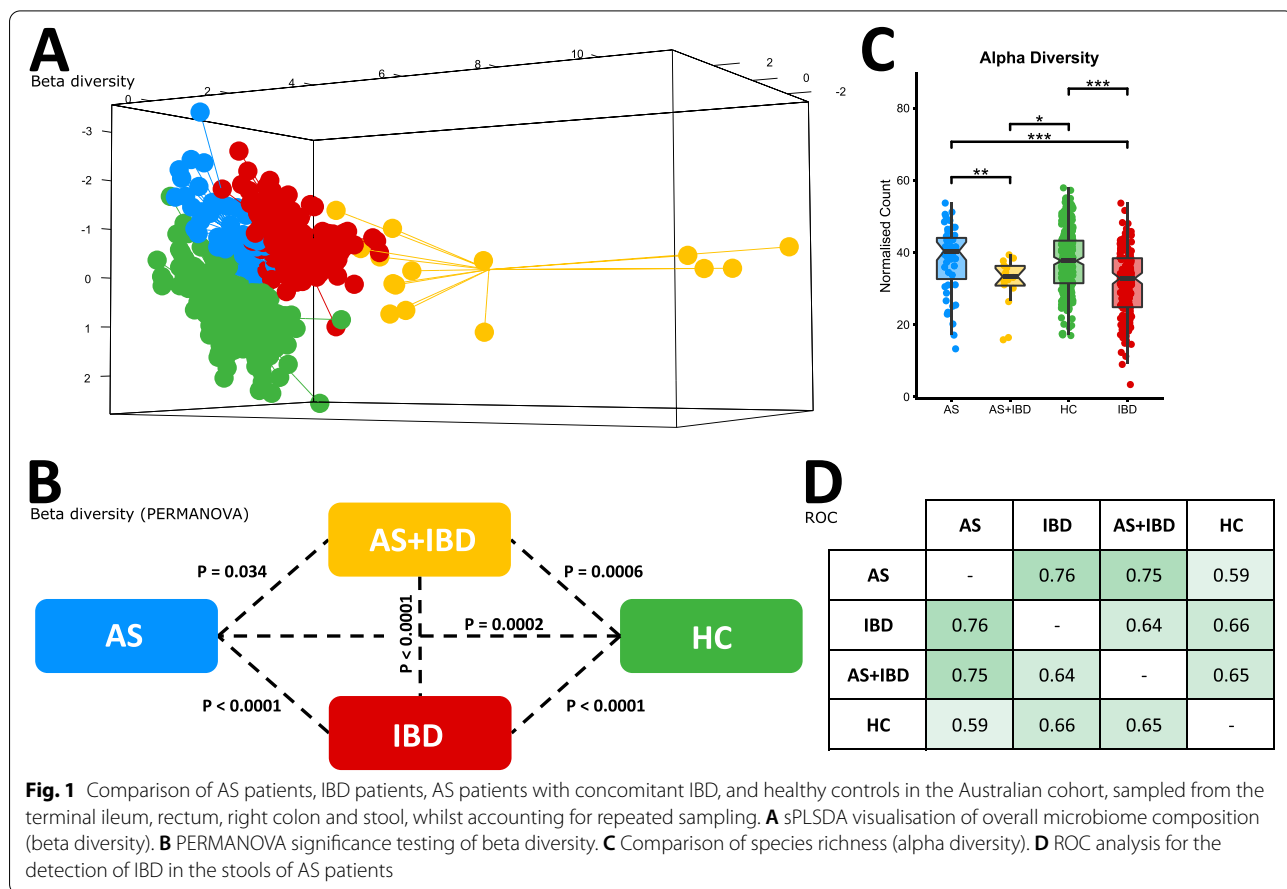 A
Beta diversity
0
2
4
6
8
10
2
0
-2
-3
-2
-1
0
1
2
C
Alpha Diversity
Normalised Count
80
60
40
20
0
***
*
***
**
AS
AS+IBD
HC
IBD
B
Beta diversity (PERMANOVA)
AS+IBD
P = 0.034
P = 0.0006
AS
P < 0.0001
P = 0.0002
HC
P < 0.0001
P < 0.0001
IBD
D
ROC
AS IBD AS+IBD HC
AS - 0.76 0.75 0.59
IBD 0.76 - 0.64 0.66
AS+IBD 0.75 0.64 - 0.65
HC 0.59 0.66 0.65 -
Fig. 1 Comparison of AS patients, IBD patients, AS patients with concomitant IBD, and healthy controls in the Australian cohort, sampled from the
terminal ileum, rectum, right colon and stool, whilst accounting for repeated sampling. A sPLSDA visualisation of overall microbiome composition
(beta diversity). B PERMANOVA significance testing of beta diversity. C Comparison of species richness (alpha diversity). D ROC analysis for the
detection of IBD in the stools of AS patients